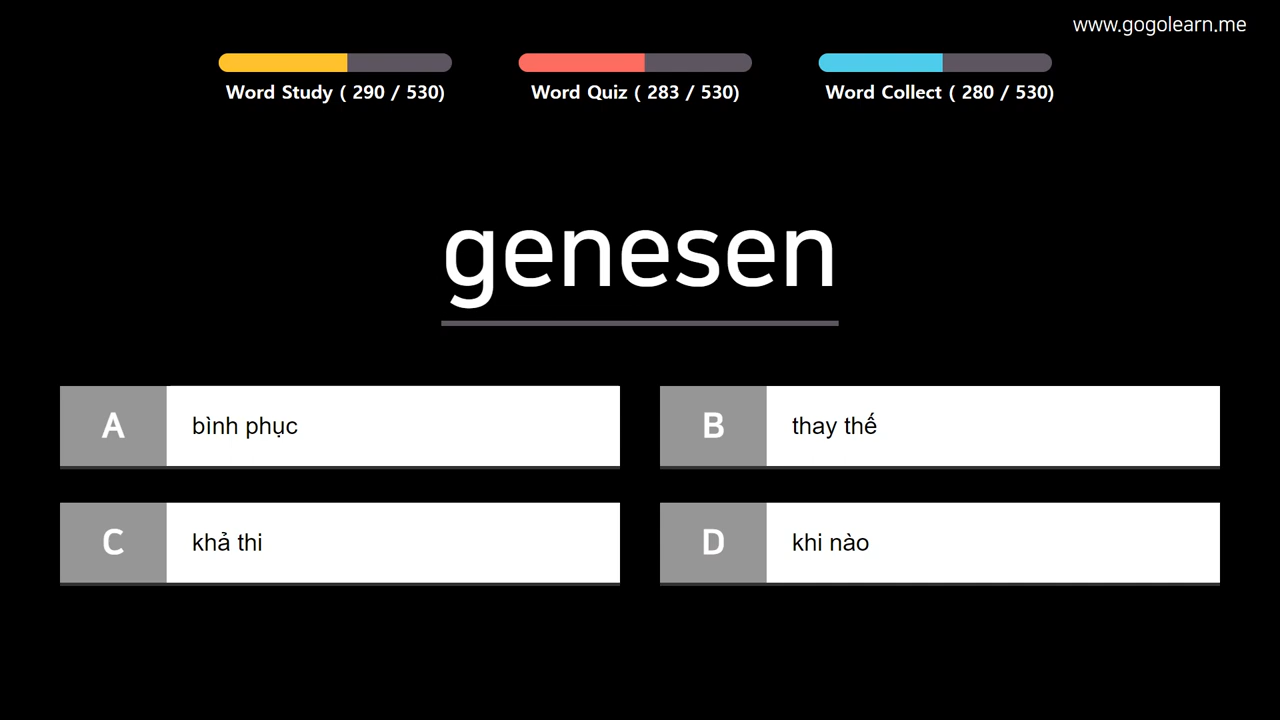 www.gogolearn.me
Word Study ( 290 / 530)
Word Quiz ( 283 / 530)
Word Collect ( 280 / 530)
genesen
A
bình phục
B
thay thế
C
khả thi
D
khi nào